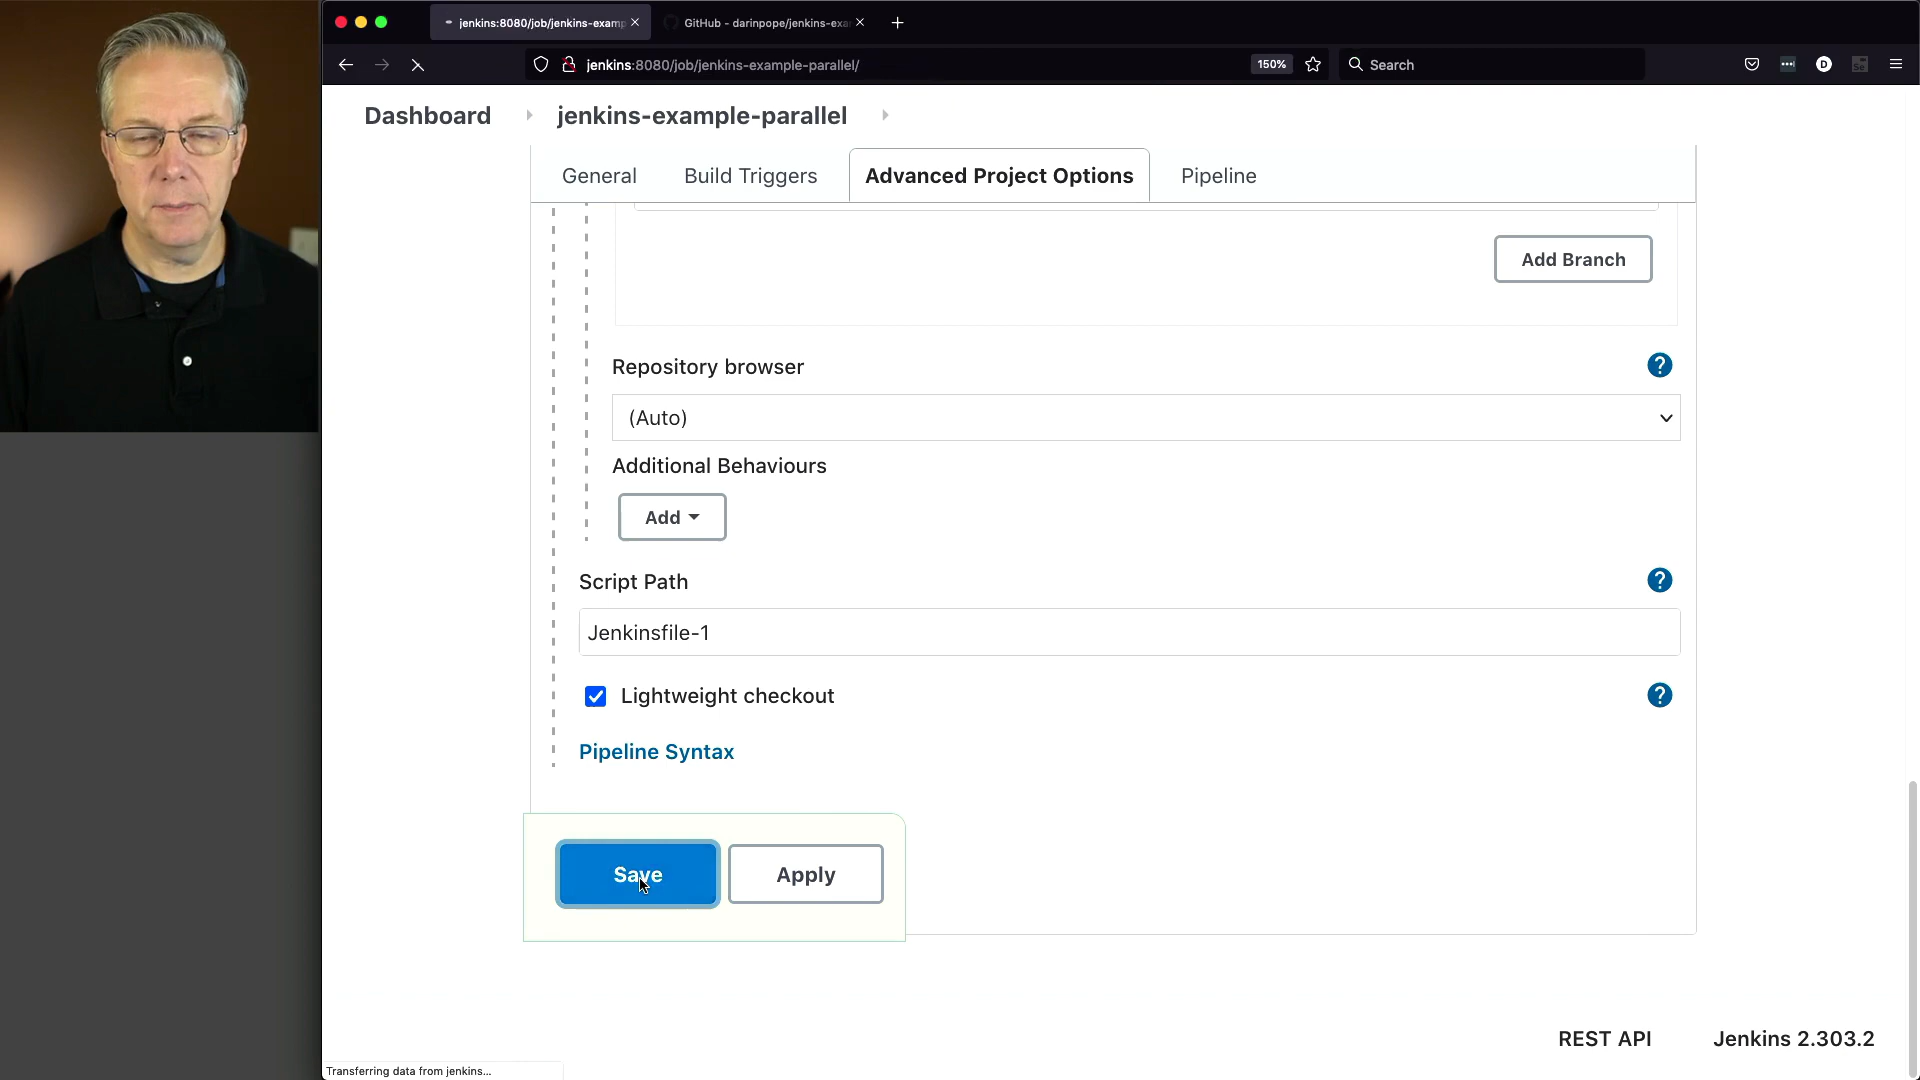 jenkins:8080/job/jenkins-examp
GitHub - darinpope/jenkins-exa
jenkins:8080/job/jenkins-example-parallel/
150%
Search
Dashboard
jenkins-example-parallel
General
Build Triggers
Advanced Project Options
Pipeline
Add Branch
Repository browser
?
(Auto)
Additional Behaviours
Add
Script Path
?
Jenkinsfile-1
Lightweight checkout
?
Pipeline Syntax
Save
Apply
REST API
Jenkins 2.303.2
Transferring data from jenkins...